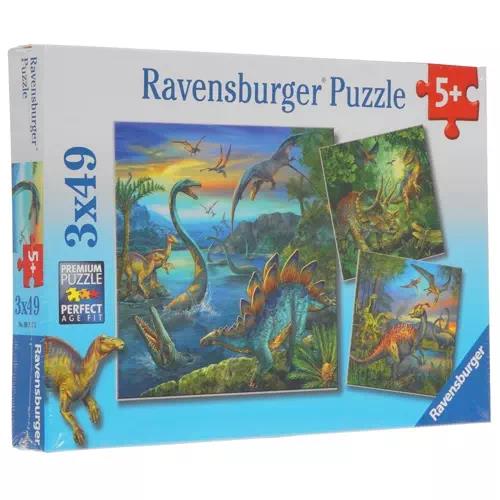 Ravensburger® Puzzle
5+
3x49
PREMIUM
PUZZLE
PERFECT
AGE FIT
Ravensburger
Ravensburger
Puzzle
5+
3x49
Ravensburger